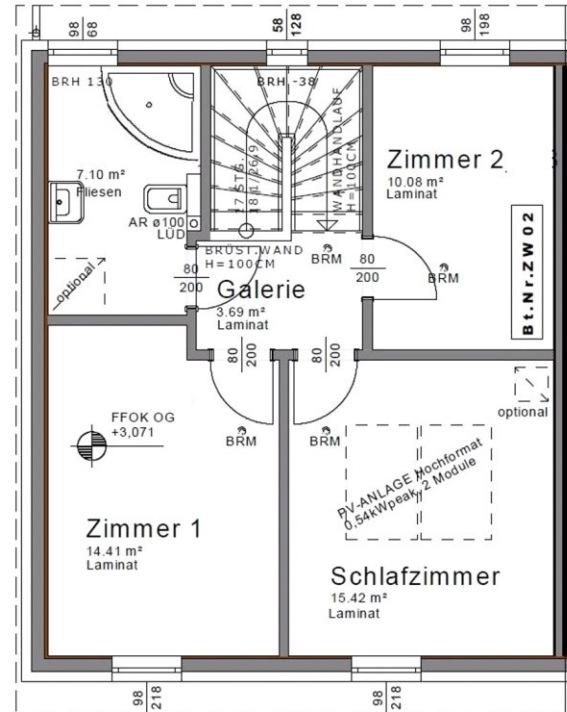 98
68
58
128
98
198
BRH 130
BRH -38
7.10 m²
Fliesen
17 STG.
18.1/26.9
WANDHANDLAUF
H=100CM
Zimmer 2
10.08 m²
Laminat
AR ø100
LÜD
BRÜST.WAND
H=100CM
BRM
80
200
80
200
BRM
Bt.Nr.ZW02
optional
Galerie
3.69 m²
Laminat
80
200
80
200
optional
FFOK OG
+3,071
BRM
BRM
PV-ANLAGE Hochformat
0,54kWpeak, 2 Module
Zimmer 1
14.41 m²
Laminat
Schlafzimmer
15.42 m²
Laminat
98
218
98
218